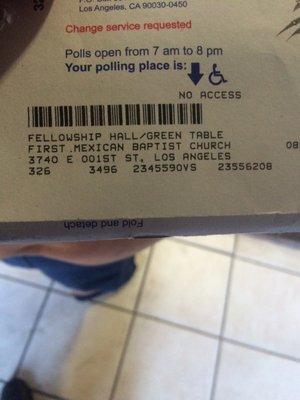 Los Angeles, CA 90030-0450
Change service requested
Polls open from 7 am to 8 pm
Your polling place is:
NO ACCESS
FELLOWSHIP HALL/GREEN TABLE
FIRST MEXICAN BAPTIST CHURCH 08
3740 E 001ST ST, LOS ANGELES
326 3496 2345590VS 23556208
Fold and detach